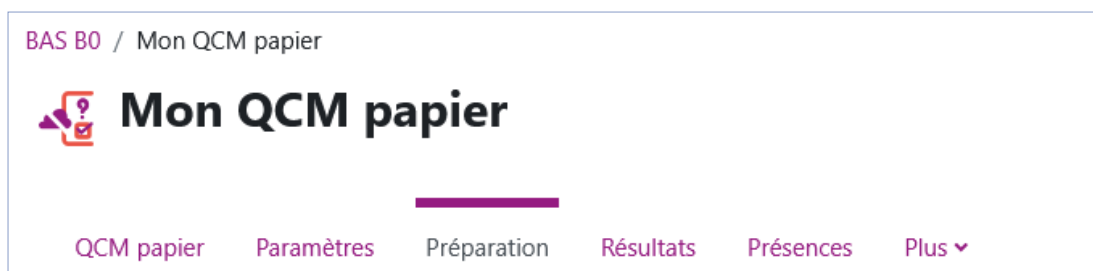 BAS B0 / Mon QCM papier
Mon QCM papier
QCM papier Paramètres Préparation Résultats Présences Plus